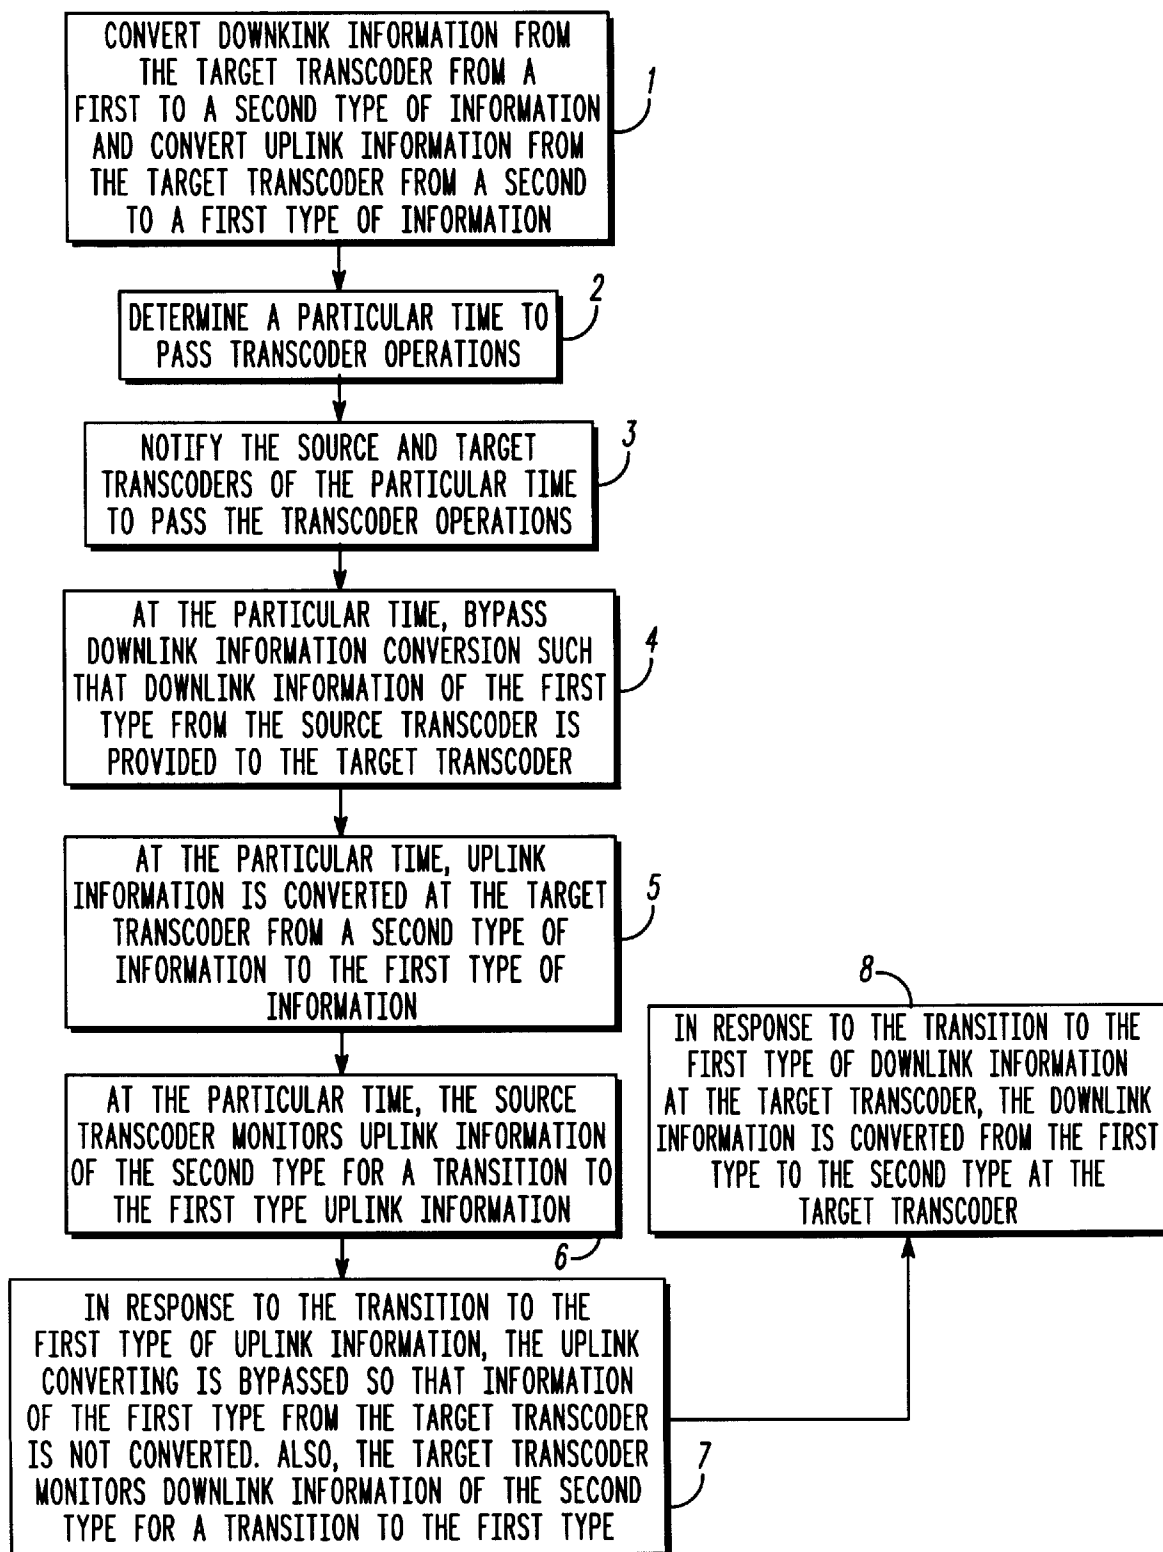 CONVERT DOWNKINK INFORMATION FROM
THE TARGET TRANSCODER FROM A
FIRST TO A SECOND TYPE OF INFORMATION
AND CONVERT UPLINK INFORMATION FROM
THE TARGET TRANSCODER FROM A SECOND
TO A FIRST TYPE OF INFORMATION
1
DETERMINE A PARTICULAR TIME TO
PASS TRANSCODER OPERATIONS
2
NOTIFY THE SOURCE AND TARGET
TRANSCODERS OF THE PARTICULAR TIME
TO PASS THE TRANSCODER OPERATIONS
3
AT THE PARTICULAR TIME, BYPASS
DOWNLINK INFORMATION CONVERSION SUCH
THAT DOWNLINK INFORMATION OF THE FIRST
TYPE FROM THE SOURCE TRANSCODER IS
PROVIDED TO THE TARGET TRANSCODER
4
AT THE PARTICULAR TIME, UPLINK
INFORMATION IS CONVERTED AT THE TARGET
TRANSCODER FROM A SECOND TYPE OF
INFORMATION TO THE FIRST TYPE OF
INFORMATION
5
AT THE PARTICULAR TIME, THE SOURCE
TRANSCODER MONITORS UPLINK INFORMATION
OF THE SECOND TYPE FOR A TRANSITION TO
THE FIRST TYPE UPLINK INFORMATION
6
IN RESPONSE TO THE TRANSITION TO THE
FIRST TYPE OF UPLINK INFORMATION, THE UPLINK
CONVERTING IS BYPASSED SO THAT INFORMATION
OF THE FIRST TYPE FROM THE TARGET TRANSCODER
IS NOT CONVERTED. ALSO, THE TARGET TRANSCODER
MONITORS DOWNLINK INFORMATION OF THE SECOND
TYPE FOR A TRANSITION TO THE FIRST TYPE
7
8
IN RESPONSE TO THE TRANSITION TO THE
FIRST TYPE OF DOWNLINK INFORMATION
AT THE TARGET TRANSCODER, THE DOWNLINK
INFORMATION IS CONVERTED FROM THE FIRST
TYPE TO THE SECOND TYPE AT THE
TARGET TRANSCODER